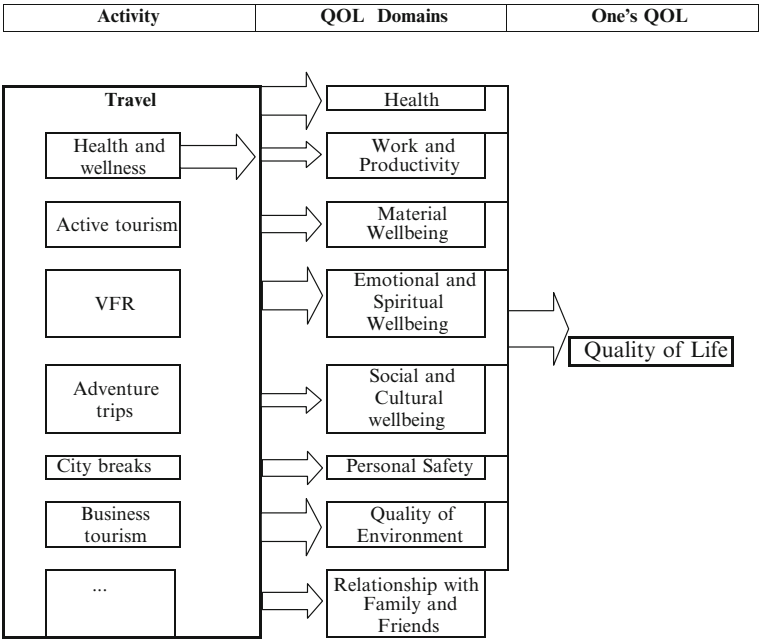 Activity
QOL Domains
One's QOL
Travel
Health and
wellness
Active tourism
VFR
Adventure
trips
City breaks
Business
tourism
...
Health
Work and
Productivity
Material
Wellbeing
Emotional and
Spiritual
Wellbeing
Social and
Cultural
wellbeing
Personal Safety
Quality of
Environment
Relationship with
Family and
Friends
Quality of Life